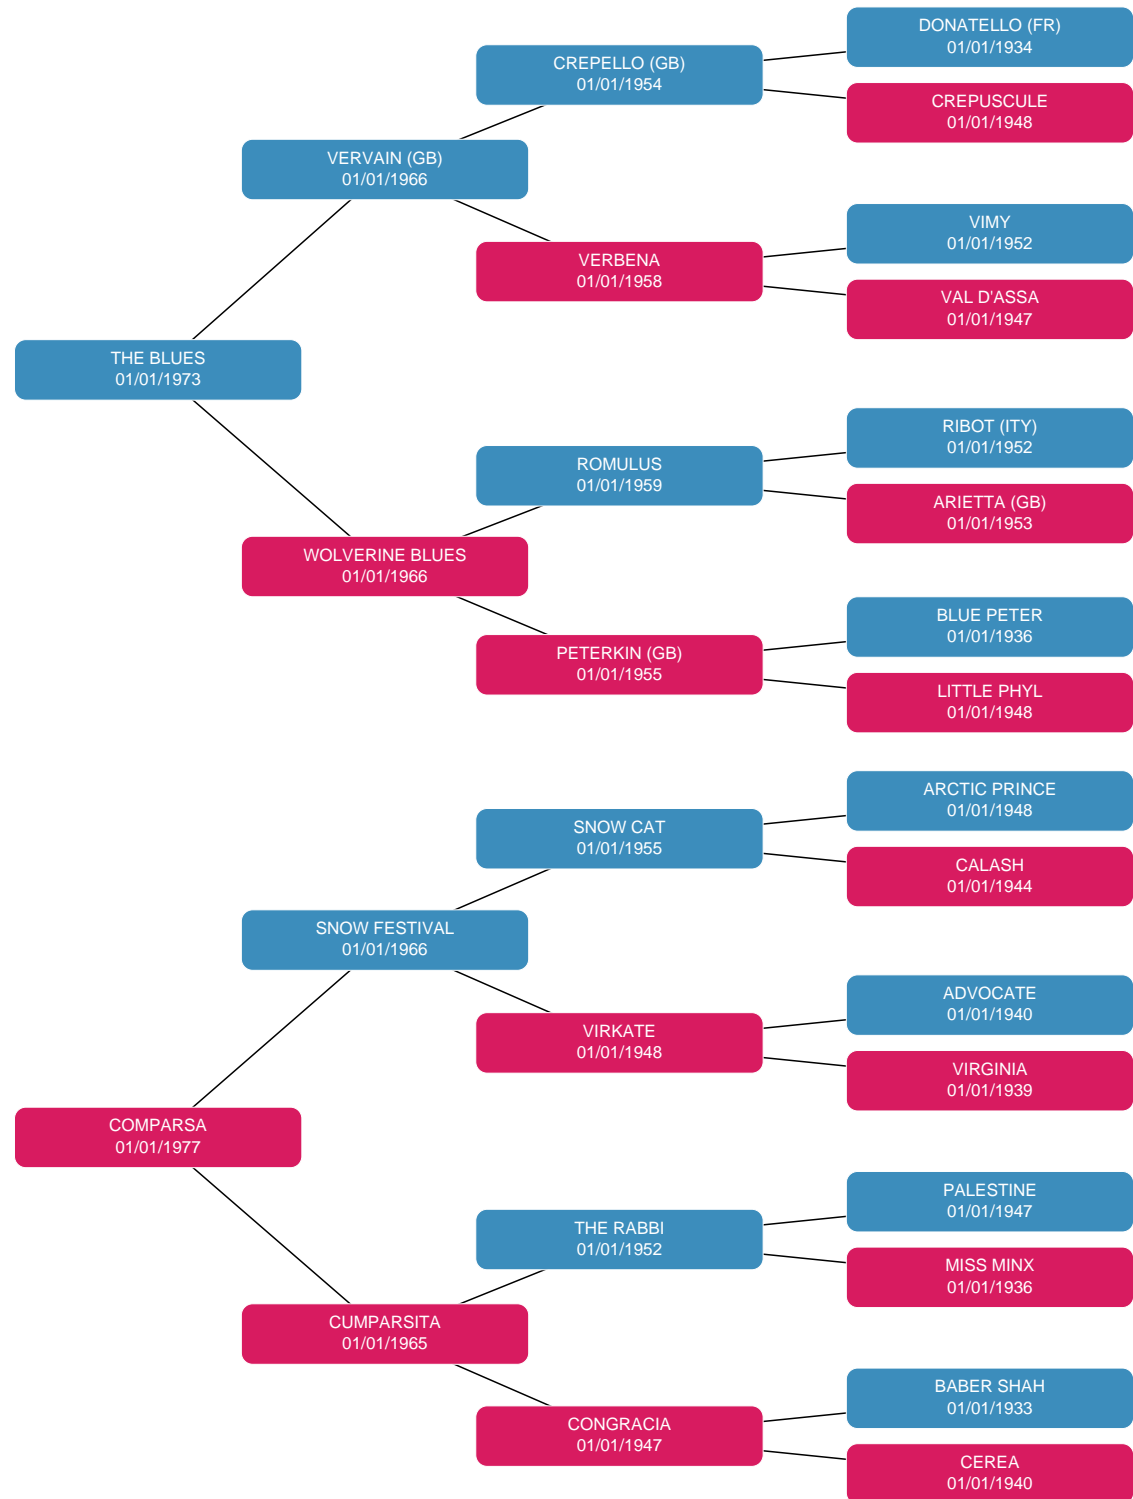 DONATELLO (FR)
01/01/1934
CREPELLO (GB)
01/01/1954
CREPUSCULE
01/01/1948
VERVAIN (GB)
01/01/1966
VIMY
01/01/1952
VERBENA
01/01/1958
VAL D'ASSA
01/01/1947
THE BLUES
01/01/1973
RIBOT (ITY)
01/01/1952
ROMULUS
01/01/1959
ARIETTA (GB)
01/01/1953
WOLVERINE BLUES
01/01/1966
BLUE PETER
01/01/1936
PETERKIN (GB)
01/01/1955
LITTLE PHYL
01/01/1948
ARCTIC PRINCE
01/01/1948
SNOW CAT
01/01/1955
CALASH
01/01/1944
SNOW FESTIVAL
01/01/1966
ADVOCATE
01/01/1940
VIRKATE
01/01/1948
VIRGINIA
01/01/1939
COMPARSA
01/01/1977
PALESTINE
01/01/1947
THE RABBI
01/01/1952
MISS MINX
01/01/1936
CUMPARSITA
01/01/1965
BABER SHAH
01/01/1933
CONGRACIA
01/01/1947
CEREA
01/01/1940